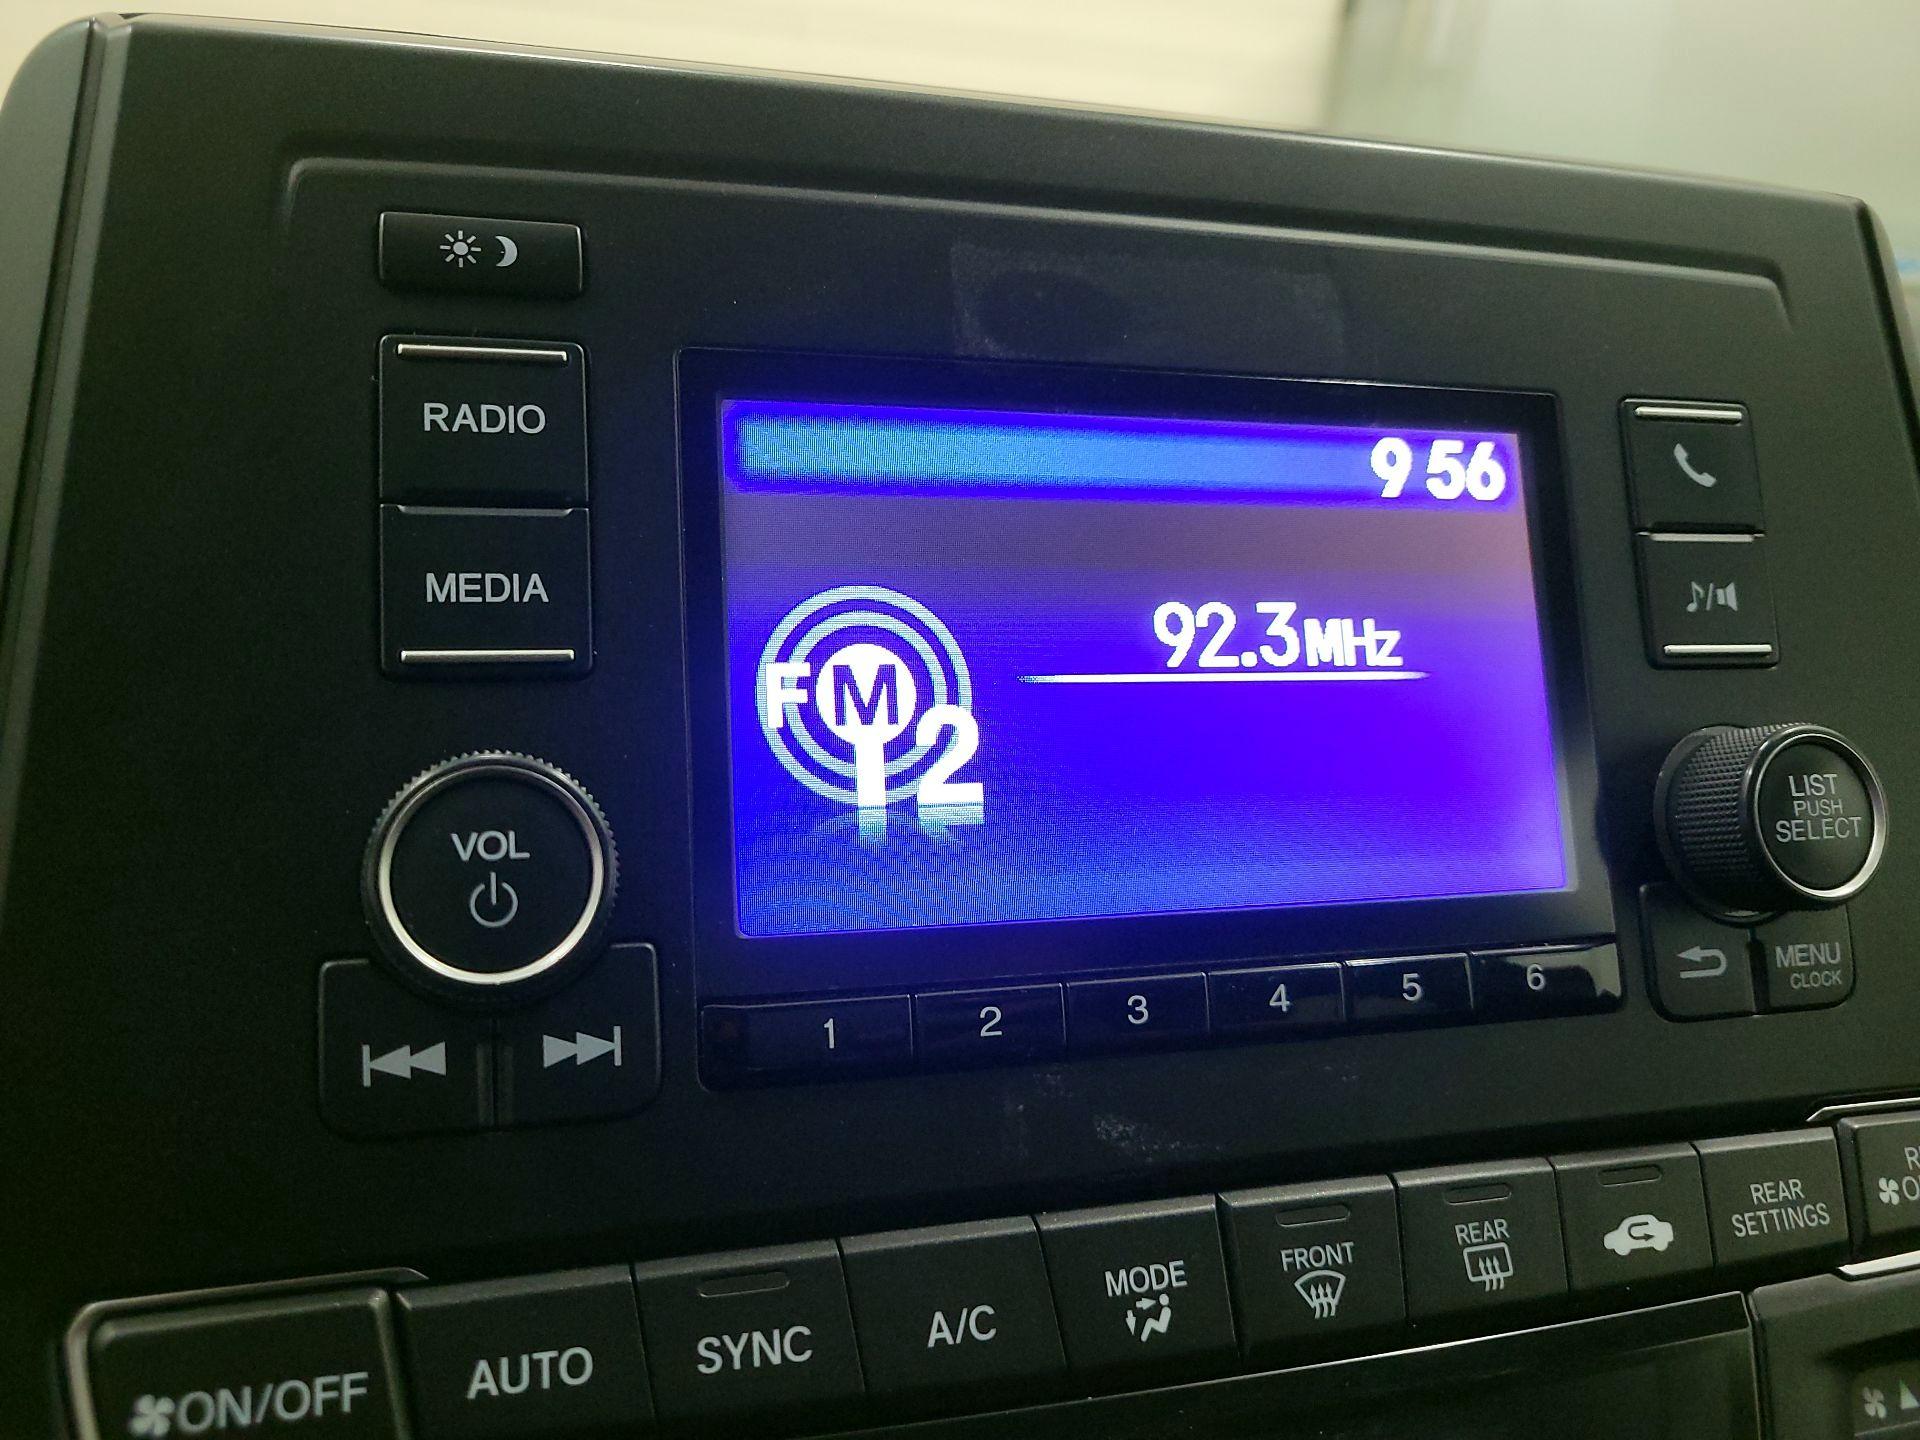 RADIO
MEDIA
VOL
9 56
92.3MHz
FM
2
LIST
PUSH
SELECT
MENU
CLOCK
1 2 3 4 5 6
ON/OFF
AUTO
SYNC
A/C
MODE
FRONT
REAR
REAR
SETTINGS